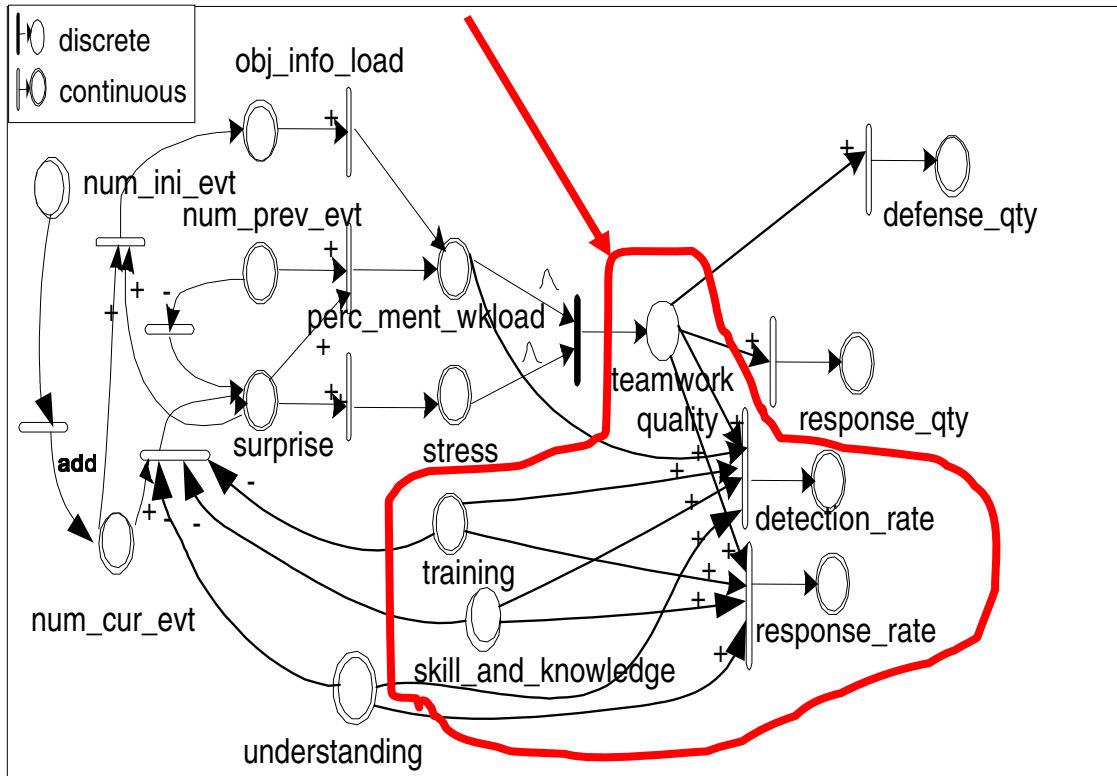 discrete
continuous
obj_info_load
+
num_ini_evt
num_prev_evt
+
defense_qty
+
-
+
+
perc_ment_wkload
+
+
teamwork
quality
response_qty
+
surprise
stress
add
+
+
+
-
-
-
+
training
+
+
detection_rate
+
+
+
+
num_cur_evt
skill_and_knowledge
+
response_rate
+
understanding